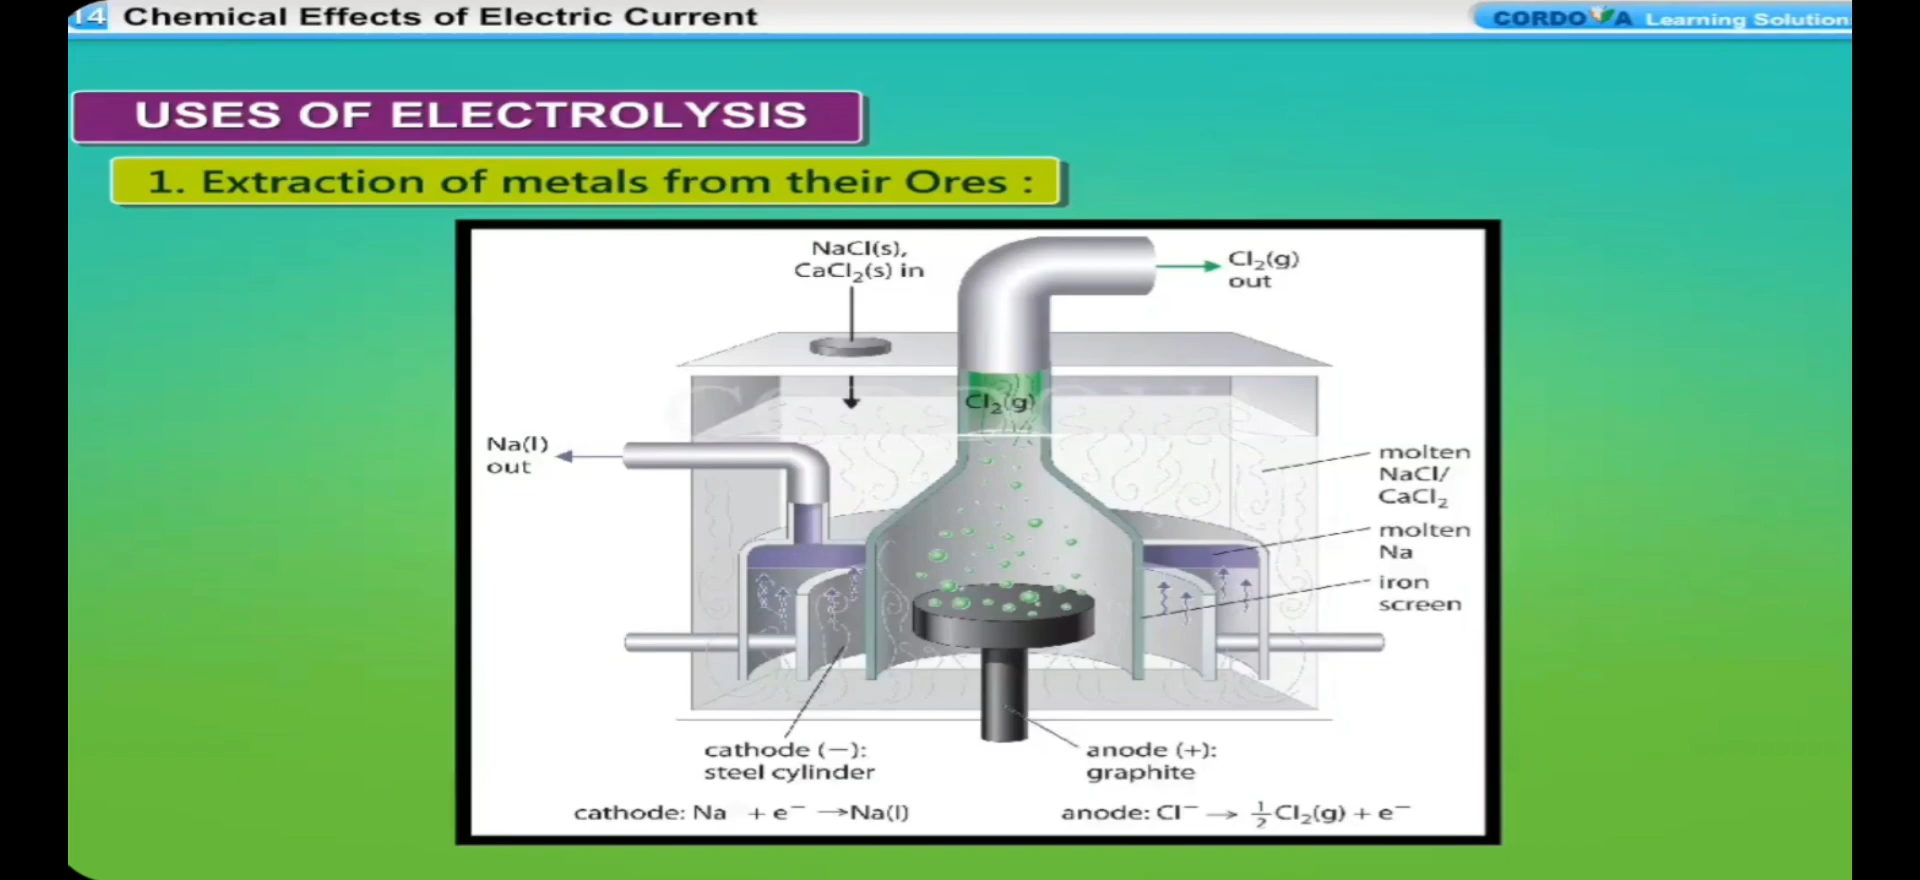 14 Chemical Effects of Electric Current
CORDOVA Learning Solution
USES OF ELECTROLYSIS
1. Extraction of metals from their Ores :
NaCl(s),
CaCl₂(s) in
Cl₂(g)
out
Cl₂(g)
Na(l)
out
molten
NaCl/
CaCl₂
molten
Na
iron
screen
cathode (−):
steel cylinder
anode (+):
graphite
cathode: Na + e⁻ →Na(l)
anode: Cl⁻ → ½Cl₂(g) + e⁻